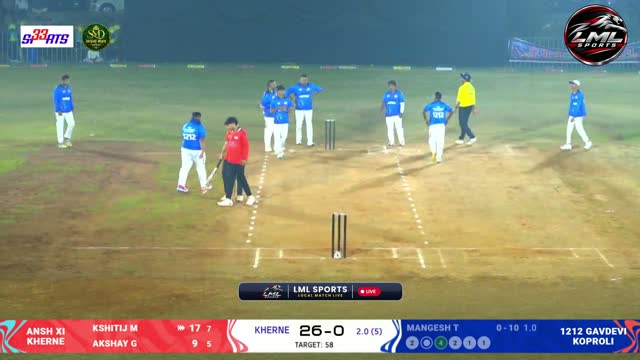 33
SPARTS
SSD
LML
SPORTS
1212
1212
LML SPORTS
LOCAL MATCH LIVE
LIVE
ANSH XI
KHERNE
KSHITIJ M
17 7
AKSHAY G
9 5
KHERNE 26-0 2.0 (5)
TARGET: 58
MANGESH T 0-10 1.0
2 4 1 2 1
1212 GAVDEVI
KOPROLI